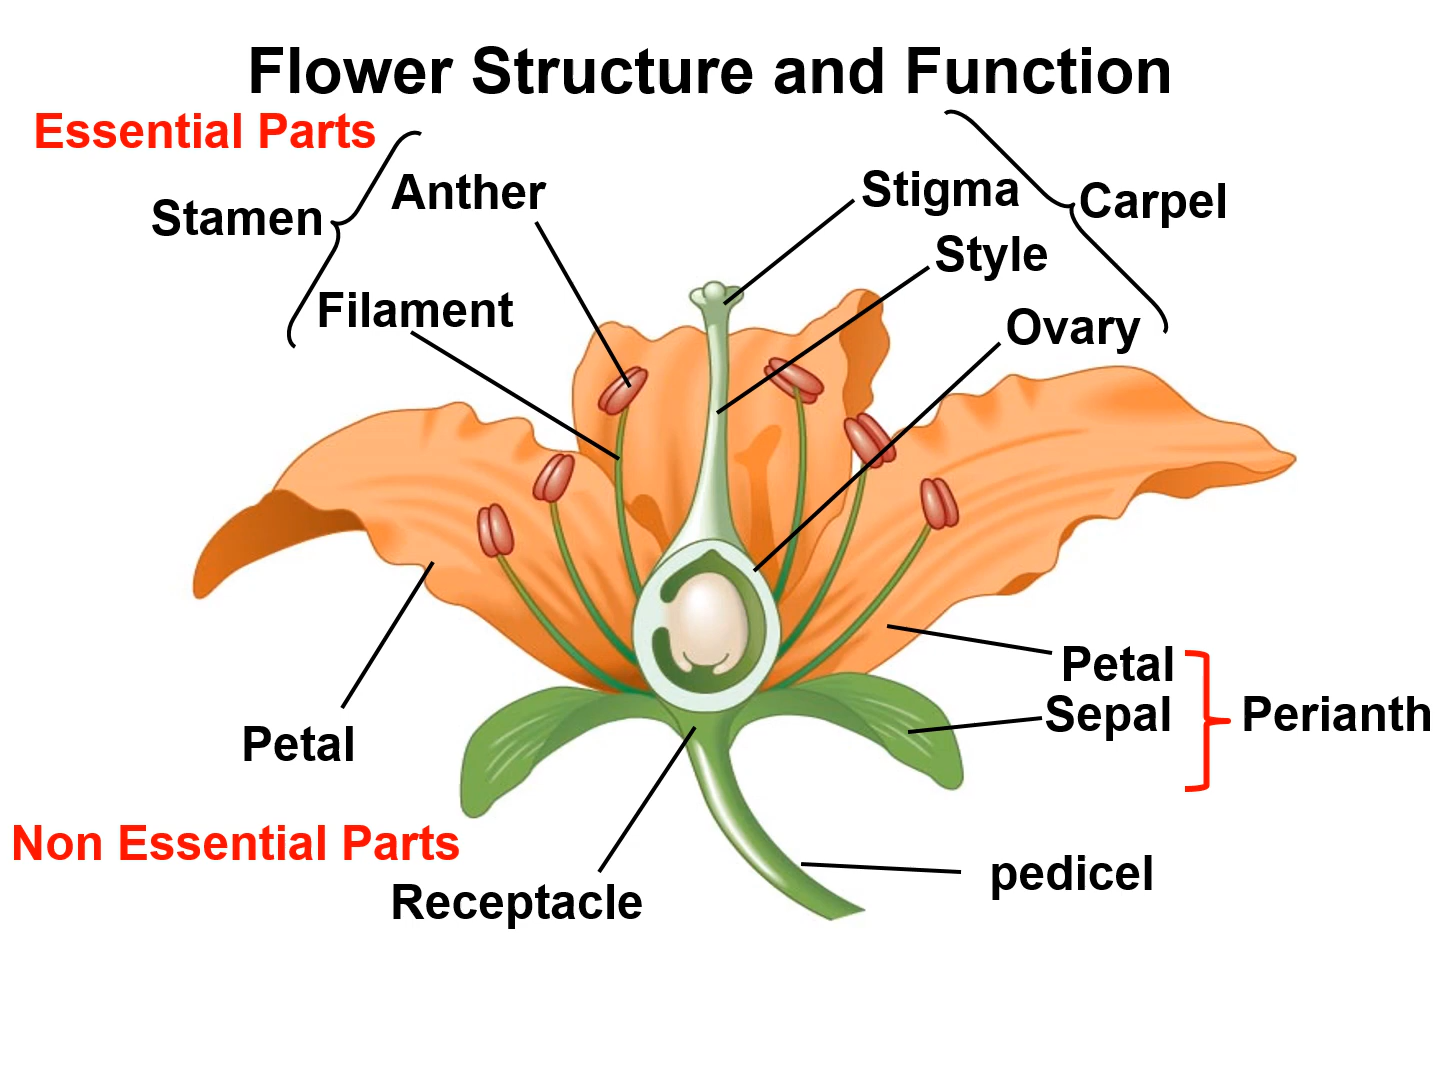 Flower Structure and Function
Essential Parts
Stamen
Anther
Filament
Stigma
Style
Ovary
Carpel
Petal
Petal
Sepal
Perianth
Non Essential Parts
Receptacle
pedicel